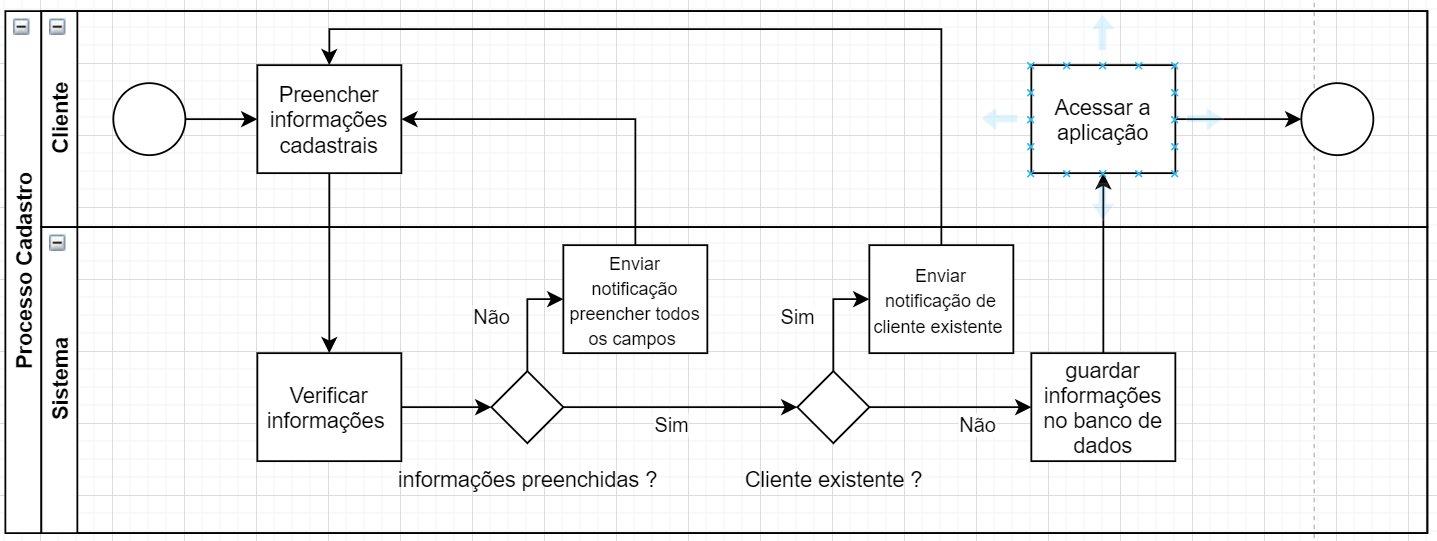 Processo Cadastro
Cliente
Preencher
informações
cadastrais
Acessar a
aplicação
Sistema
Enviar
notificação
preencher todos
os campos
Não
Enviar
notificação de
cliente existente
Sim
Verificar
informações
Sim
Não
guardar
informações
no banco de
dados
informações preenchidas ?
Cliente existente ?